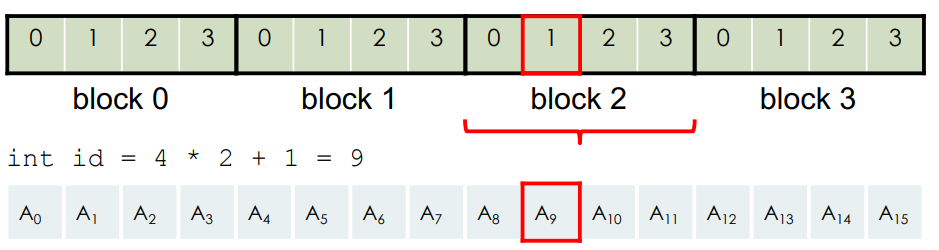 0 1 2 3 0 1 2 3 0 1 2 3 0 1 2 3
block 0 block 1 block 2 block 3
int id = 4 * 2 + 1 = 9
A₀ A₁ A₂ A₃ A₄ A₅ A₆ A₇ A₈ A₉ A₁₀ A₁₁ A₁₂ A₁₃ A₁₄ A₁₅